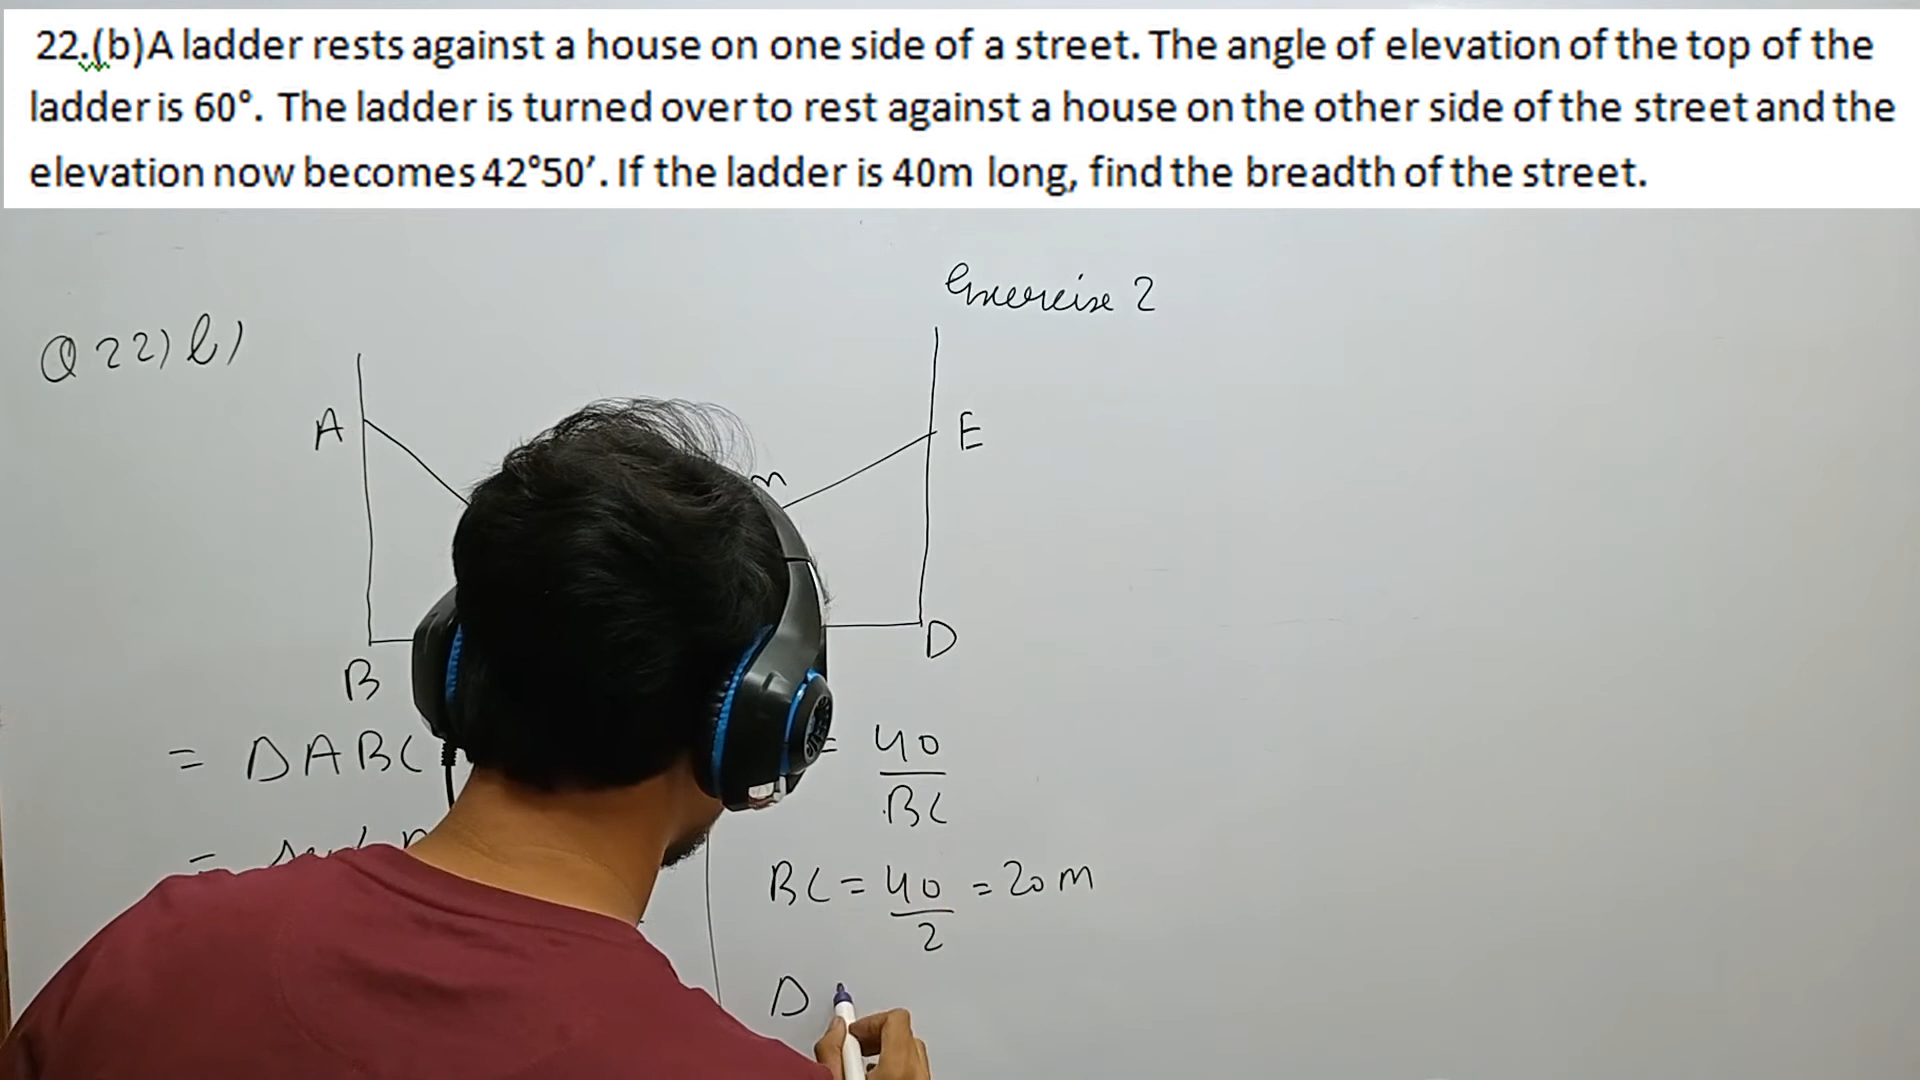 22.(b)A ladder rests against a house on one side of a street. The angle of elevation of the top of the
ladder is 60°. The ladder is turned over to rest against a house on the other side of the street and the
elevation now becomes 42°50′. If the ladder is 40m long, find the breadth of the street.
Exercise 2
Q 22) b)
A
E
m
D
B
= ΔABC
= 40
BC
BC = 40 = 20 m
2
D